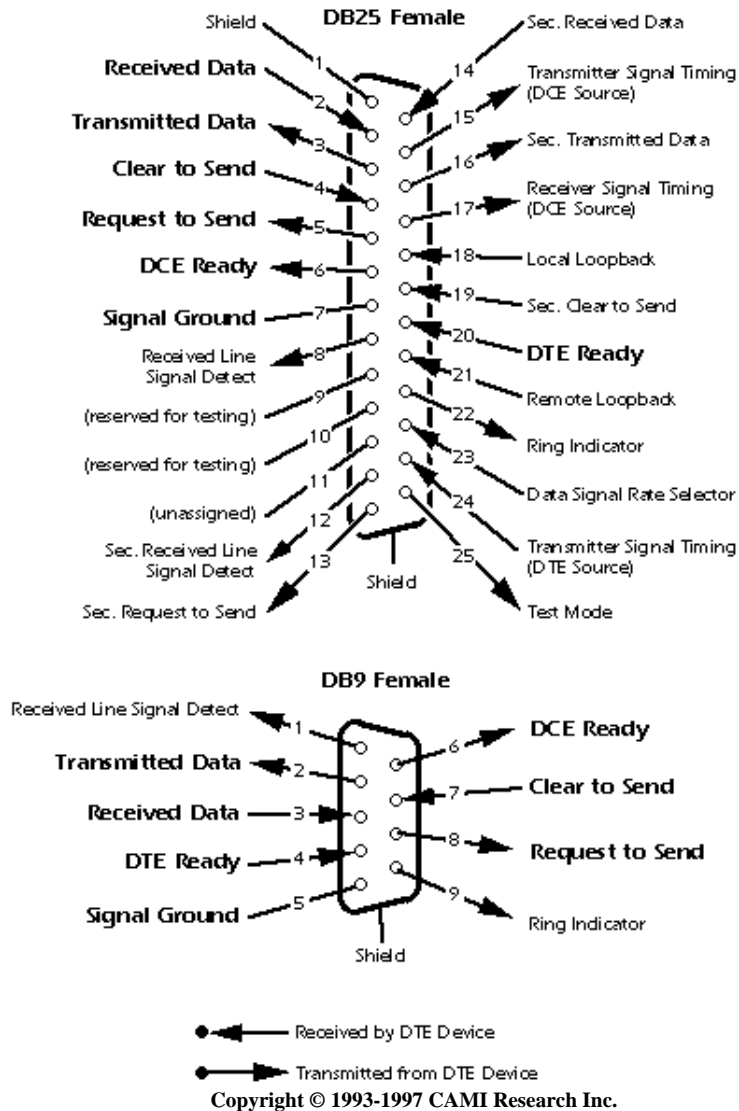 DB25 Female
Shield
1
Received Data
2
Transmitted Data
3
Clear to Send
4
Request to Send
5
DCE Ready
6
Signal Ground
7
Received Line
Signal Detect
8
(reserved for testing)
9
(reserved for testing)
10
(unassigned)
11
Sec. Received Line
Signal Detect
12
Sec. Request to Send
13
14
Sec. Received Data
15
Transmitter Signal Timing
(DCE Source)
16
Sec. Transmitted Data
17
Receiver Signal Timing
(DCE Source)
18
Local Loopback
19
Sec. Clear to Send
20
DTE Ready
21
Remote Loopback
22
Ring Indicator
23
Data Signal Rate Selector
24
Transmitter Signal Timing
(DTE Source)
25
Test Mode
Shield
DB9 Female
Received Line Signal Detect
1
Transmitted Data
2
Received Data
3
DTE Ready
4
Signal Ground
5
6
DCE Ready
7
Clear to Send
8
Request to Send
9
Ring Indicator
Shield
Received by DTE Device
Transmitted from DTE Device
Copyright © 1993-1997 CAMI Research Inc.